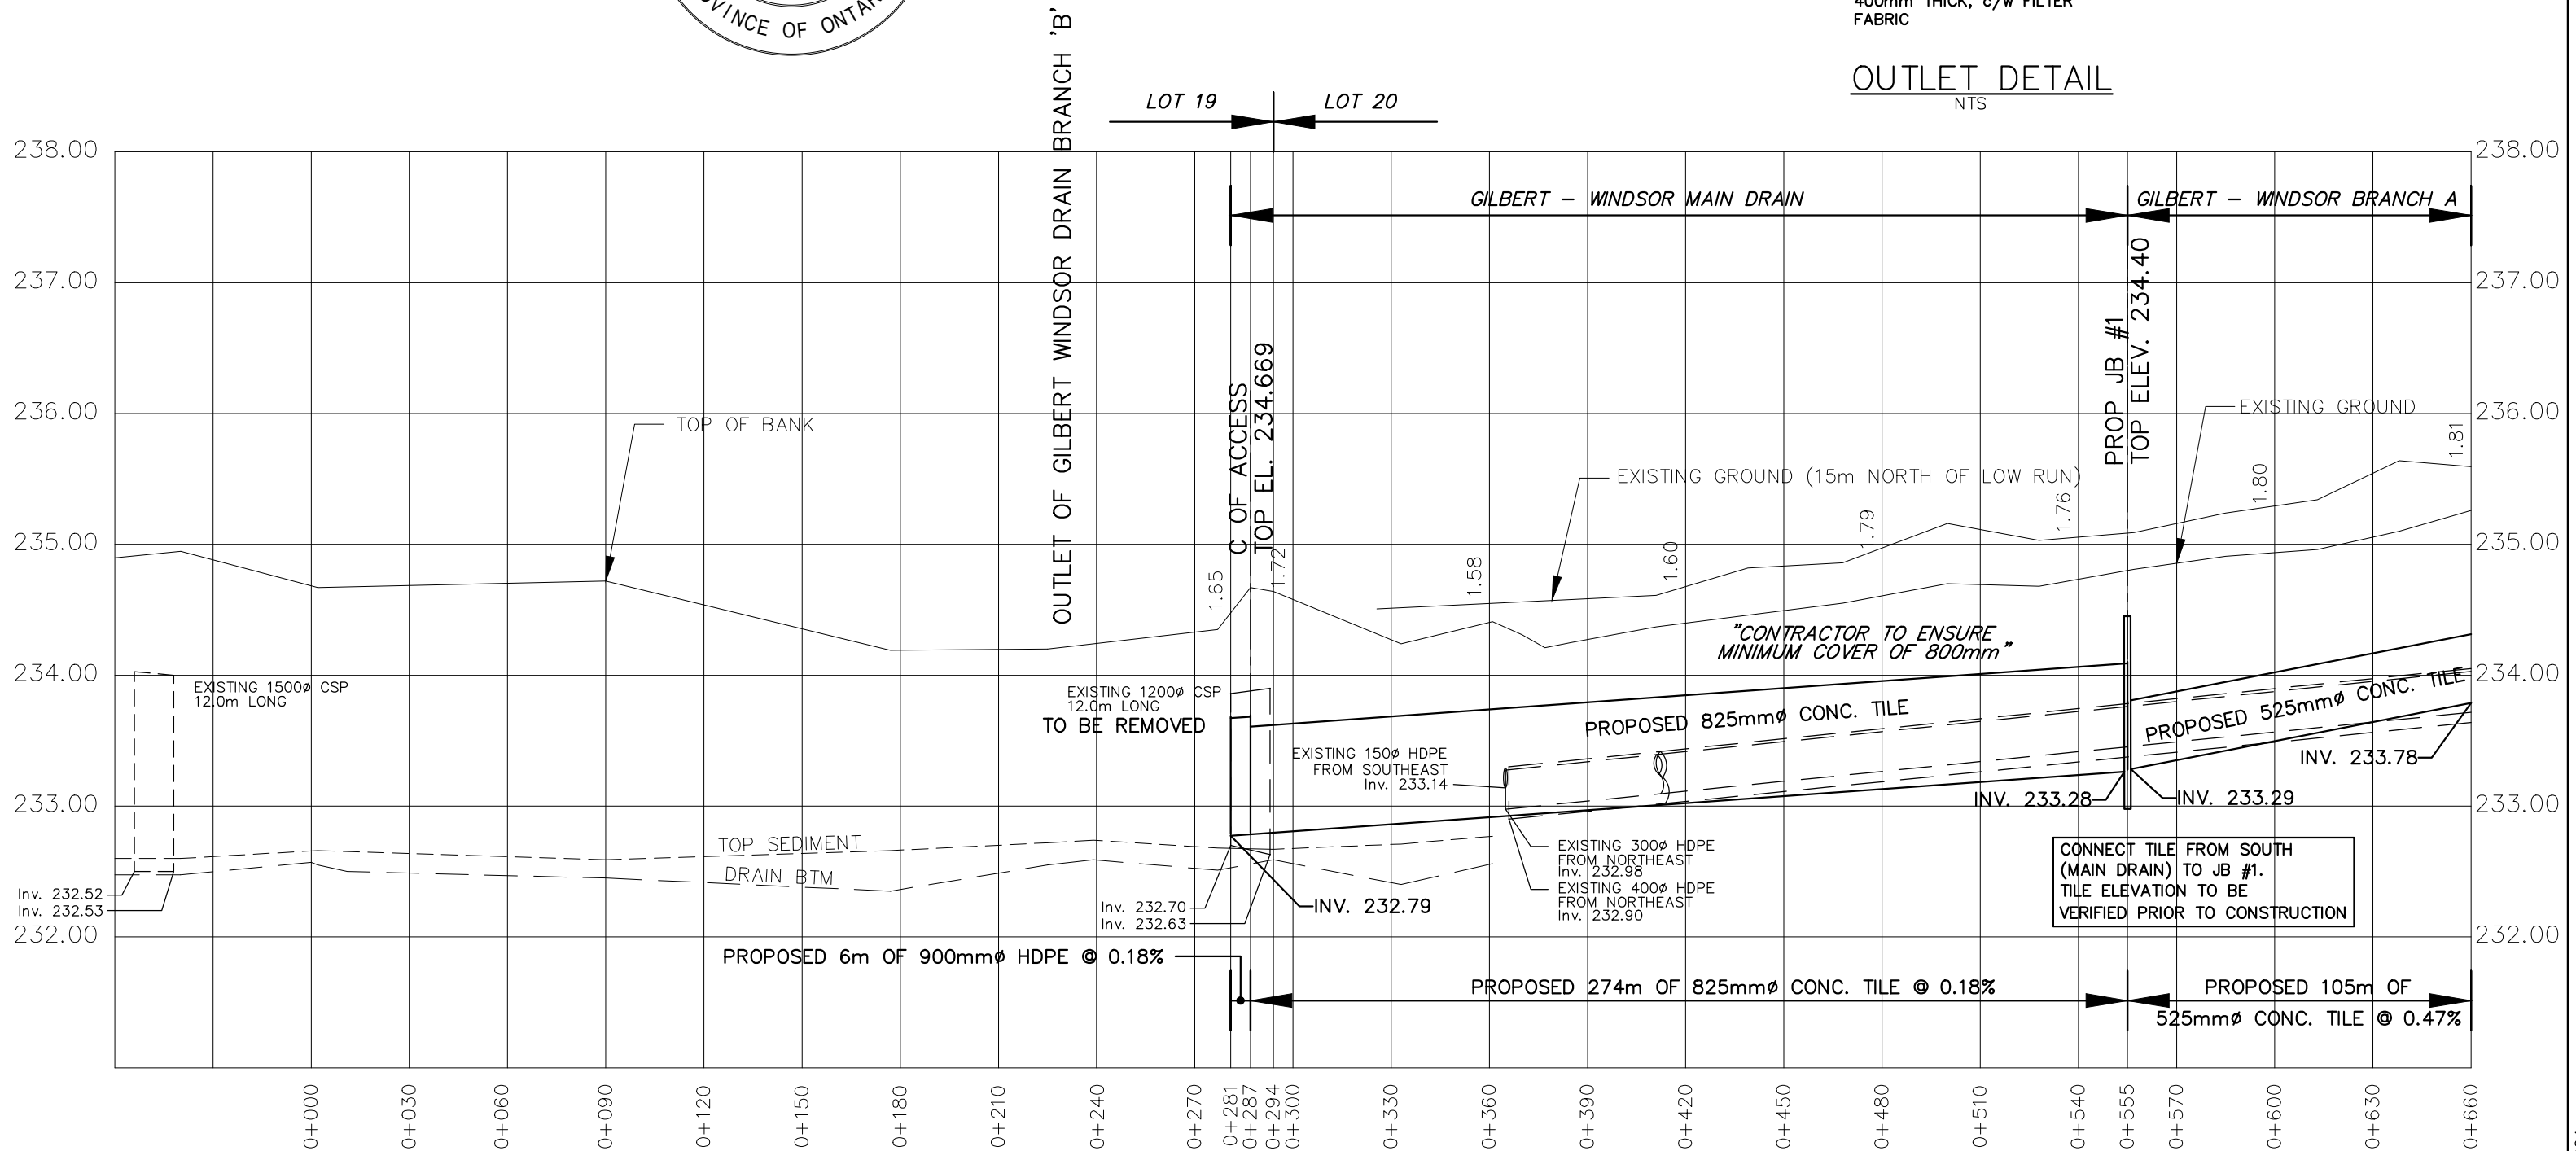 PROVINCE OF ONTAR
400mm THICK, c/w FILTER
FABRIC
OUTLET DETAIL
NTS
LOT 19
LOT 20
OUTLET OF GILBERT WINDSOR DRAIN BRANCH 'B'
238.00
238.00
GILBERT – WINDSOR MAIN DRAIN
GILBERT – WINDSOR BRANCH A
237.00
237.00
C OF ACCESS
TOP EL. 234.669
PROP JB #1
TOP ELEV. 234.40
236.00
236.00
TOP OF BANK
EXISTING GROUND
EXISTING GROUND (15m NORTH OF LOW RUN)
1.65
1.72
1.58
1.60
1.79
1.76
1.80
1.81
235.00
235.00
"CONTRACTOR TO ENSURE
MINIMUM COVER OF 800mm"
234.00
234.00
EXISTING 1500ø CSP
12.0m LONG
EXISTING 1200ø CSP
12.0m LONG
TO BE REMOVED
PROPOSED 825mmø CONC. TILE
PROPOSED 525mmø CONC. TILE
EXISTING 150ø HDPE
FROM SOUTHEAST
Inv. 233.14
INV. 233.78
233.00
233.00
INV. 233.28
INV. 233.29
TOP SEDIMENT
DRAIN BTM
EXISTING 300ø HDPE
FROM NORTHEAST
Inv. 232.98
EXISTING 400ø HDPE
FROM NORTHEAST
Inv. 232.90
CONNECT TILE FROM SOUTH
(MAIN DRAIN) TO JB #1.
TILE ELEVATION TO BE
VERIFIED PRIOR TO CONSTRUCTION
Inv. 232.52
Inv. 232.53
Inv. 232.70
Inv. 232.63
INV. 232.79
232.00
232.00
PROPOSED 6m OF 900mmø HDPE @ 0.18%
PROPOSED 274m OF 825mmø CONC. TILE @ 0.18%
PROPOSED 105m OF
525mmø CONC. TILE @ 0.47%
0+000
0+030
0+060
0+090
0+120
0+150
0+180
0+210
0+240
0+270
0+281
0+287
0+294
0+300
0+330
0+360
0+390
0+420
0+450
0+480
0+510
0+540
0+555
0+570
0+600
0+630
0+660